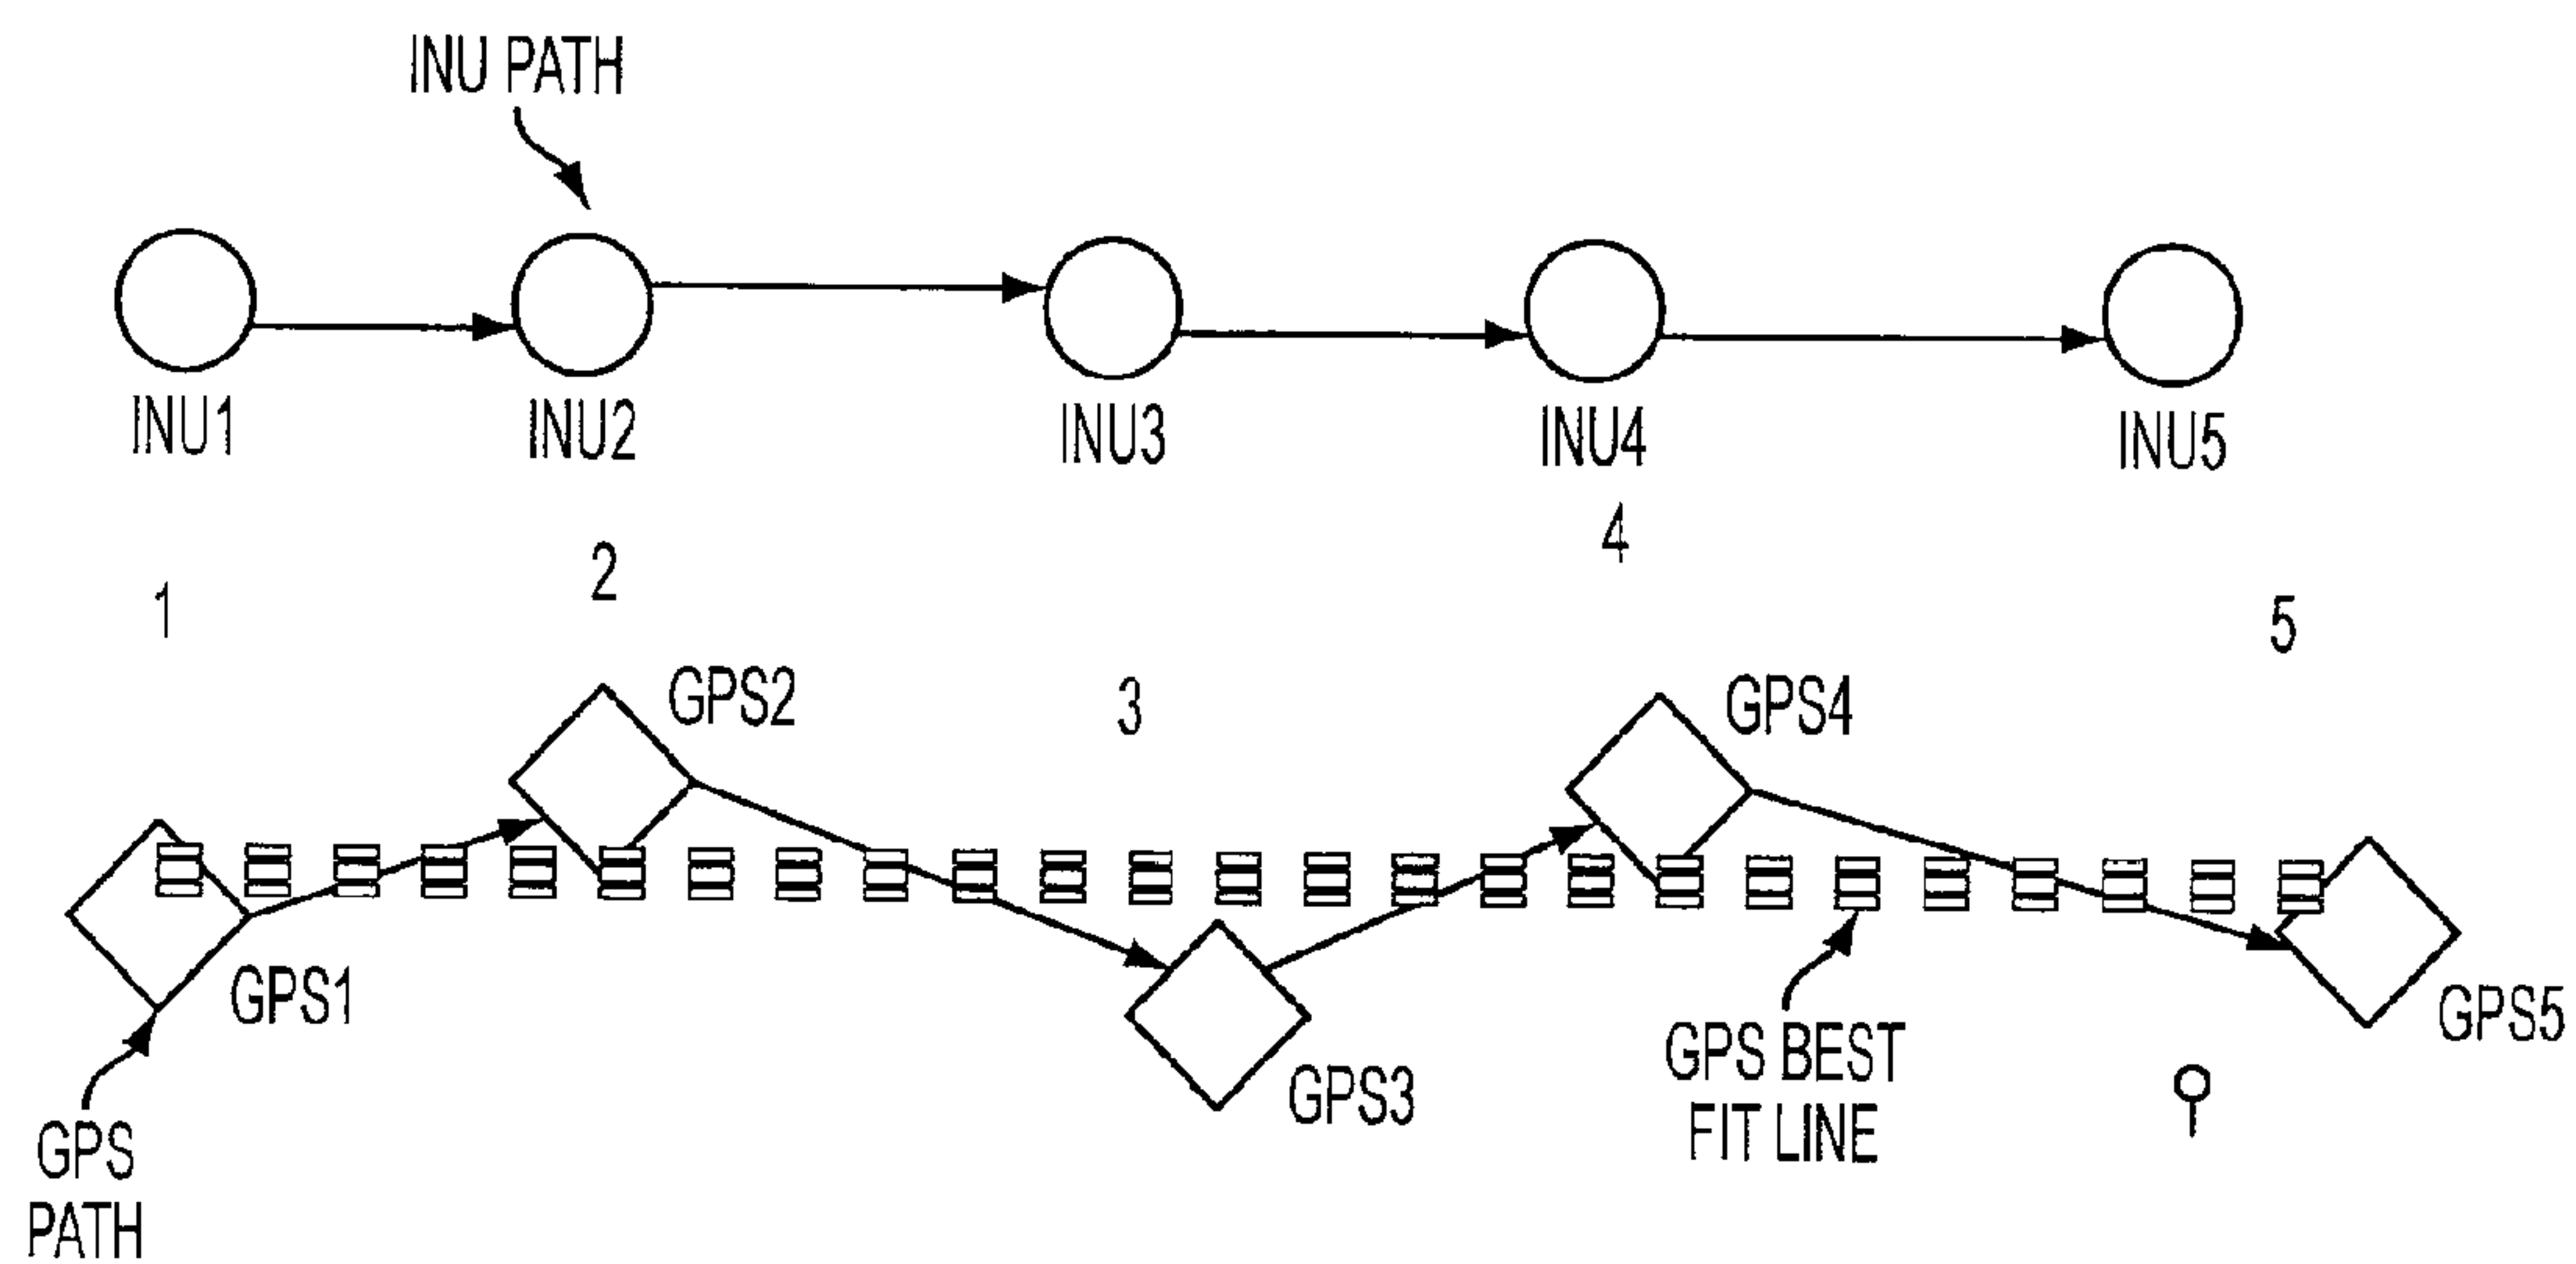 INU PATH
INU1
INU2
INU3
INU4
INU5
1
2
3
4
5
GPS1
GPS2
GPS3
GPS4
GPS5
GPS
PATH
GPS BEST
FIT LINE